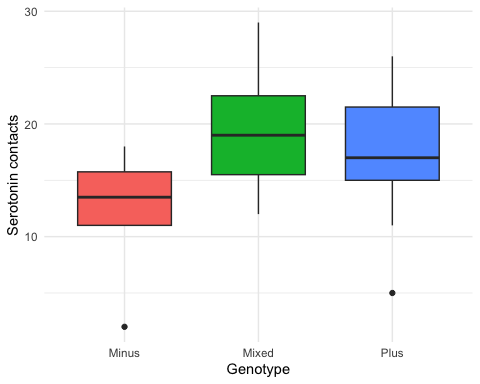 30
20
10
Serotonin contacts
Minus Mixed Plus
Genotype